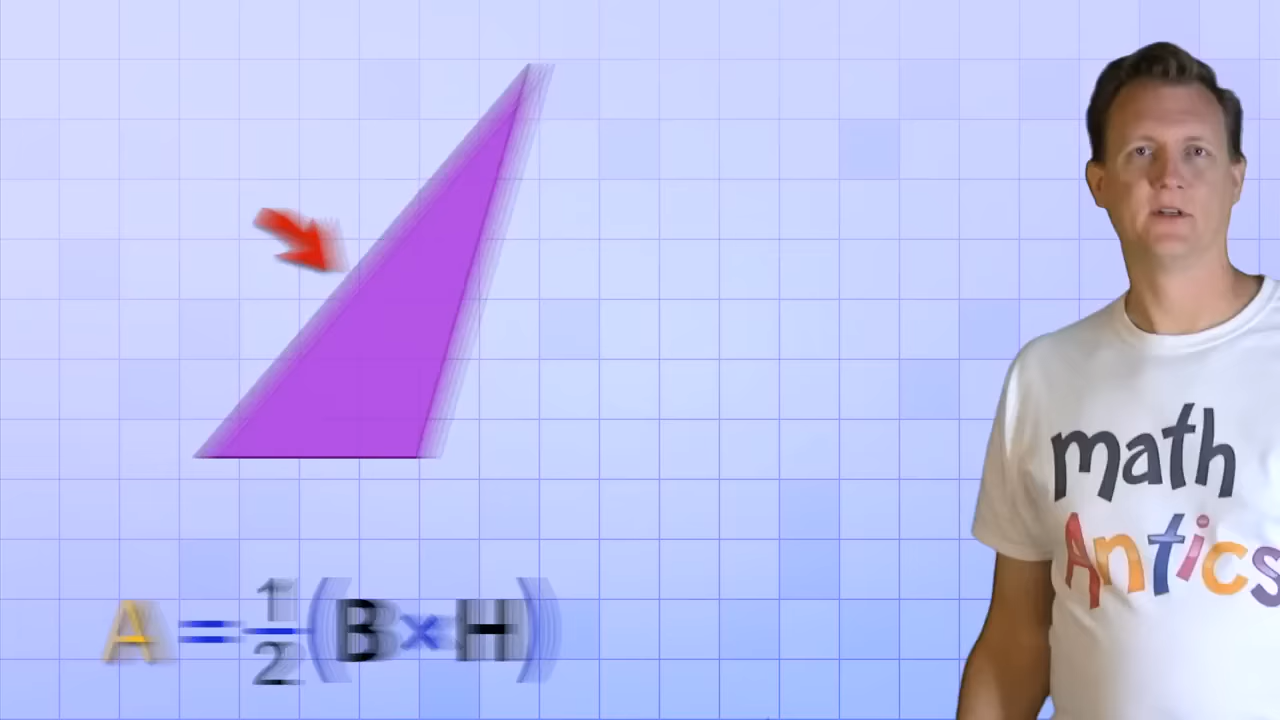 A = 1/2 (B × H)
math
Antics